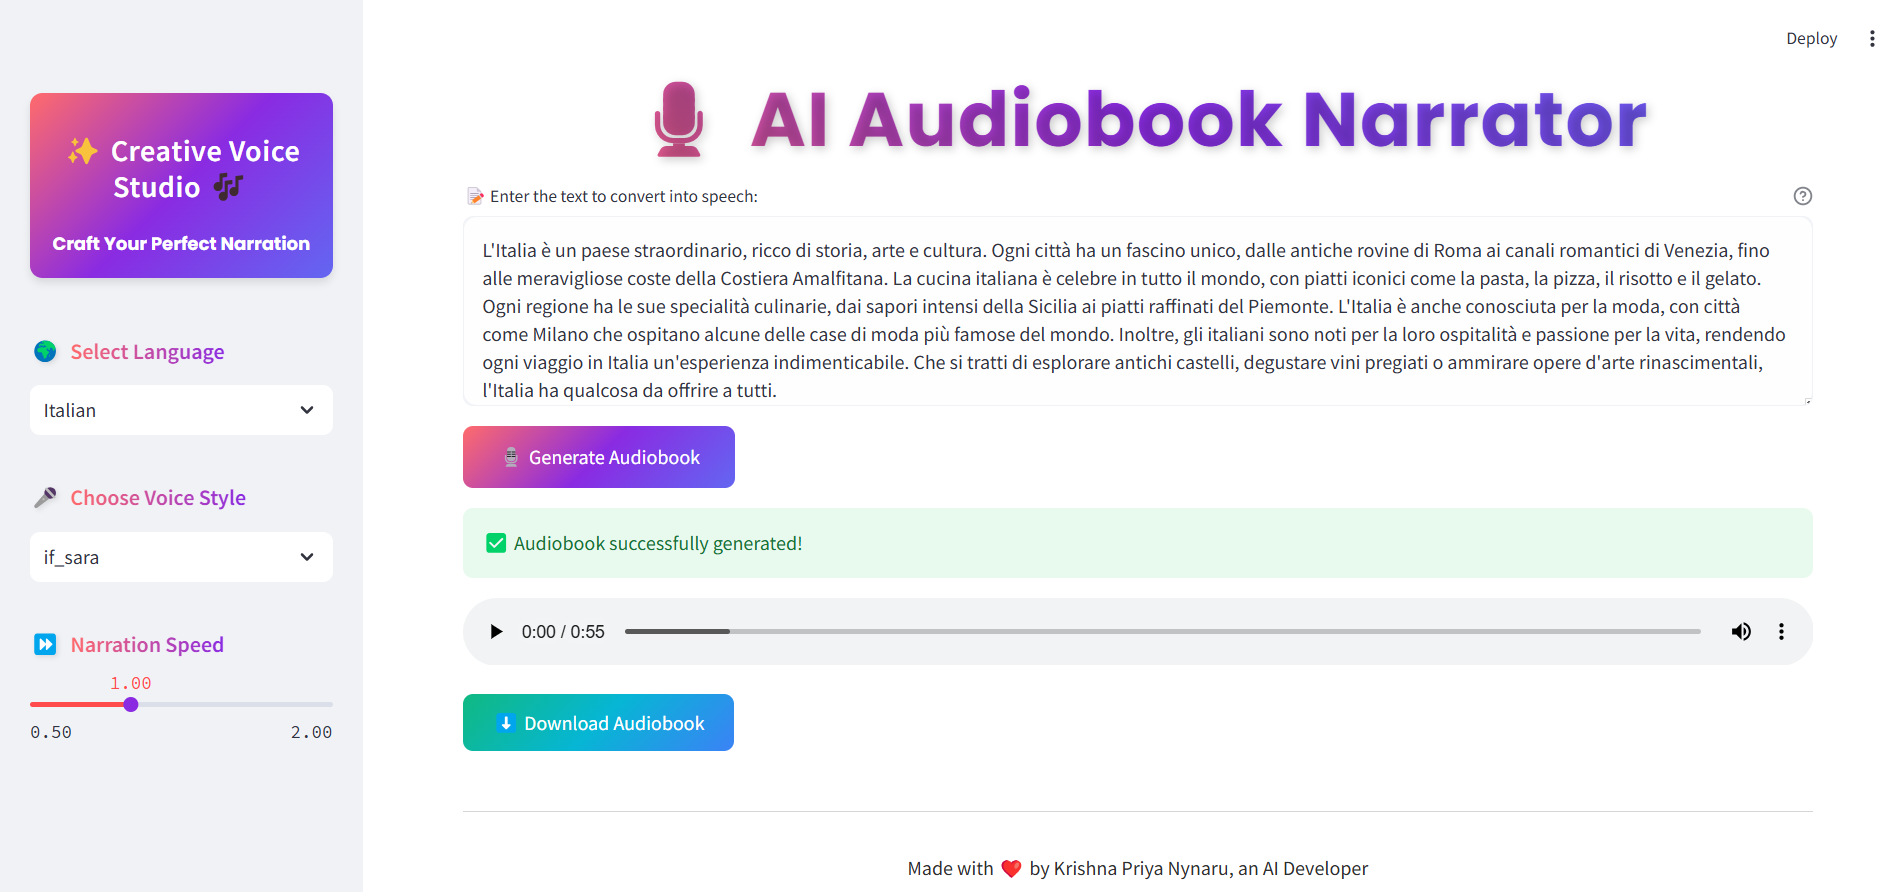 Deploy
✨ Creative Voice
Studio 🎶
Craft Your Perfect Narration
🌍 Select Language
Italian
🎤 Choose Voice Style
if_sara
⏩ Narration Speed
1.00
0.50 2.00
🎙️ AI Audiobook Narrator
📝 Enter the text to convert into speech:
L'Italia è un paese straordinario, ricco di storia, arte e cultura. Ogni città ha un fascino unico, dalle antiche rovine di Roma ai canali romantici di Venezia, fino
alle meravigliose coste della Costiera Amalfitana. La cucina italiana è celebre in tutto il mondo, con piatti iconici come la pasta, la pizza, il risotto e il gelato.
Ogni regione ha le sue specialità culinarie, dai sapori intensi della Sicilia ai piatti raffinati del Piemonte. L'Italia è anche conosciuta per la moda, con città
come Milano che ospitano alcune delle case di moda più famose del mondo. Inoltre, gli italiani sono noti per la loro ospitalità e passione per la vita, rendendo
ogni viaggio in Italia un'esperienza indimenticabile. Che si tratti di esplorare antichi castelli, degustare vini pregiati o ammirare opere d'arte rinascimentali,
l'Italia ha qualcosa da offrire a tutti.
🎙️ Generate Audiobook
✅ Audiobook successfully generated!
0:00 / 0:55
⬇️ Download Audiobook
Made with ❤️ by Krishna Priya Nynaru, an AI Developer